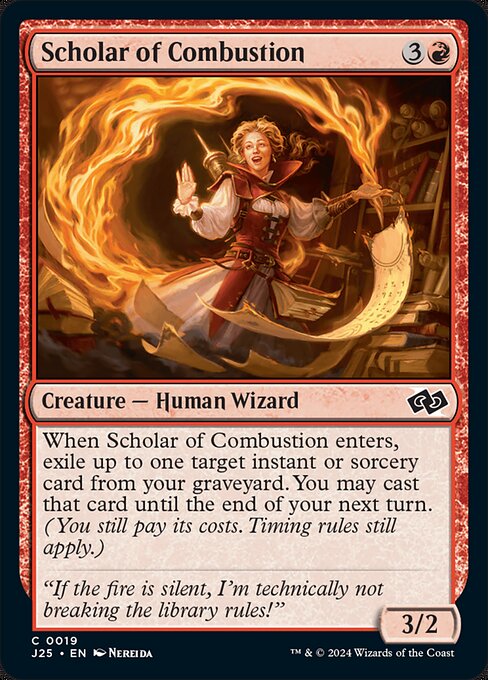 Scholar of Combustion 3
Creature — Human Wizard
When Scholar of Combustion enters,
exile up to one target instant or sorcery
card from your graveyard. You may cast
that card until the end of your next turn.
(You still pay its costs. Timing rules still
apply.)
“If the fire is silent, I’m technically not
breaking the library rules!”
3/2
C 0019
J25 • EN Nereida
™ & © 2024 Wizards of the Coast